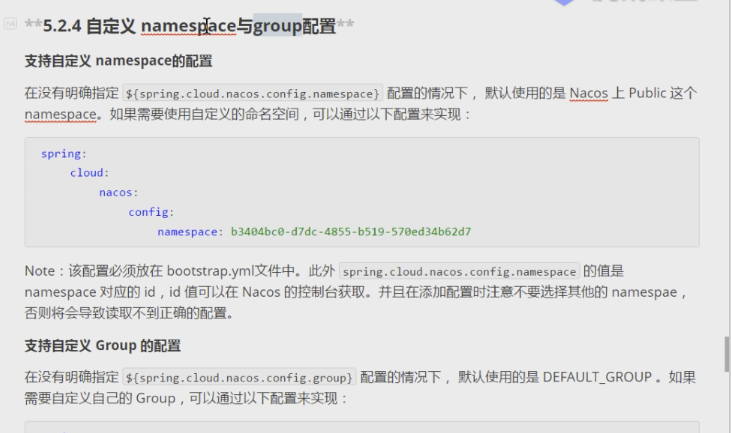 **5.2.4 自定义 namespace与group配置**
支持自定义 namespace的配置
在没有明确指定 ${spring.cloud.nacos.config.namespace} 配置的情况下， 默认使用的是 Nacos 上 Public 这个
namespace。如果需要使用自定义的命名空间，可以通过以下配置来实现：
spring:
cloud:
nacos:
config:
namespace: b3404bc0-d7dc-4855-b519-570ed34b62d7
Note：该配置必须放在 bootstrap.yml文件中。此外 spring.cloud.nacos.config.namespace 的值是
namespace 对应的 id，id 值可以在 Nacos 的控制台获取。并且在添加配置时注意不要选择其他的 namespae，
否则将会导致读取不到正确的配置。
支持自定义 Group 的配置
在没有明确指定 ${spring.cloud.nacos.config.group} 配置的情况下， 默认使用的是 DEFAULT_GROUP 。如果
需要自定义自己的 Group，可以通过以下配置来实现：